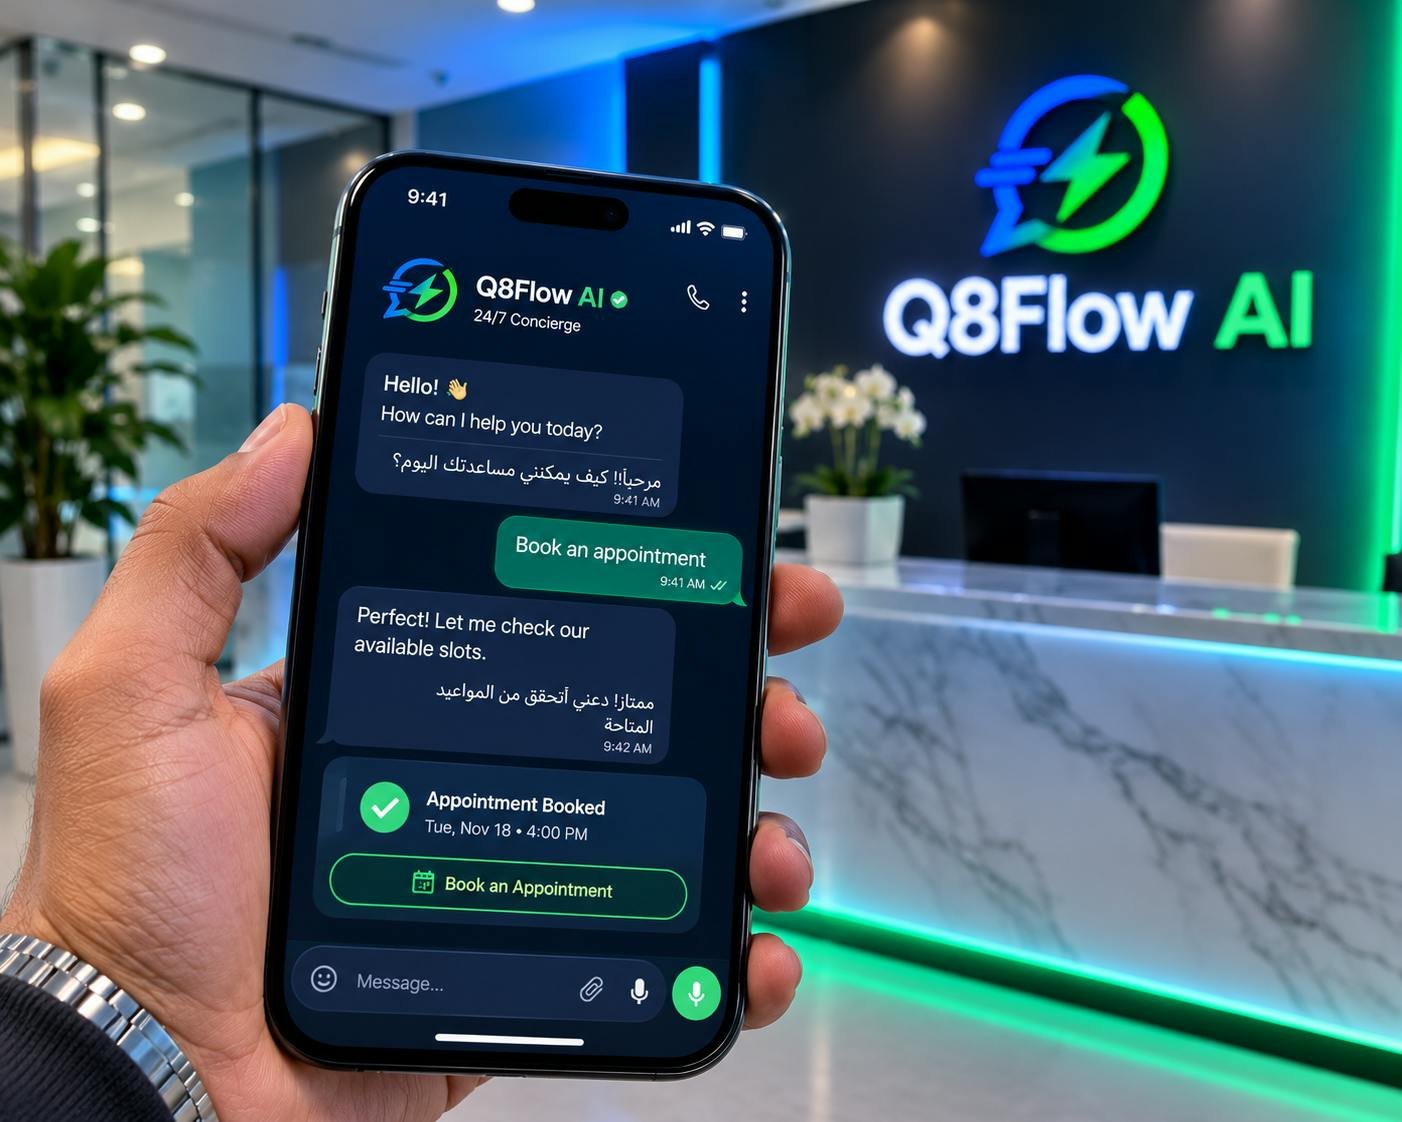 9:41
Q8Flow AI
24/7 Concierge
Hello! 👋
How can I help you today?
مرحباً!! كيف يمكنني مساعدتك اليوم؟
9:41 AM
Book an appointment
9:41 AM
Perfect! Let me check our
available slots.
ممتاز! دعني أتحقق من المواعيد
المتاحة
9:42 AM
Appointment Booked
Tue, Nov 18 • 4:00 PM
Book an Appointment
Message...
Q8Flow AI